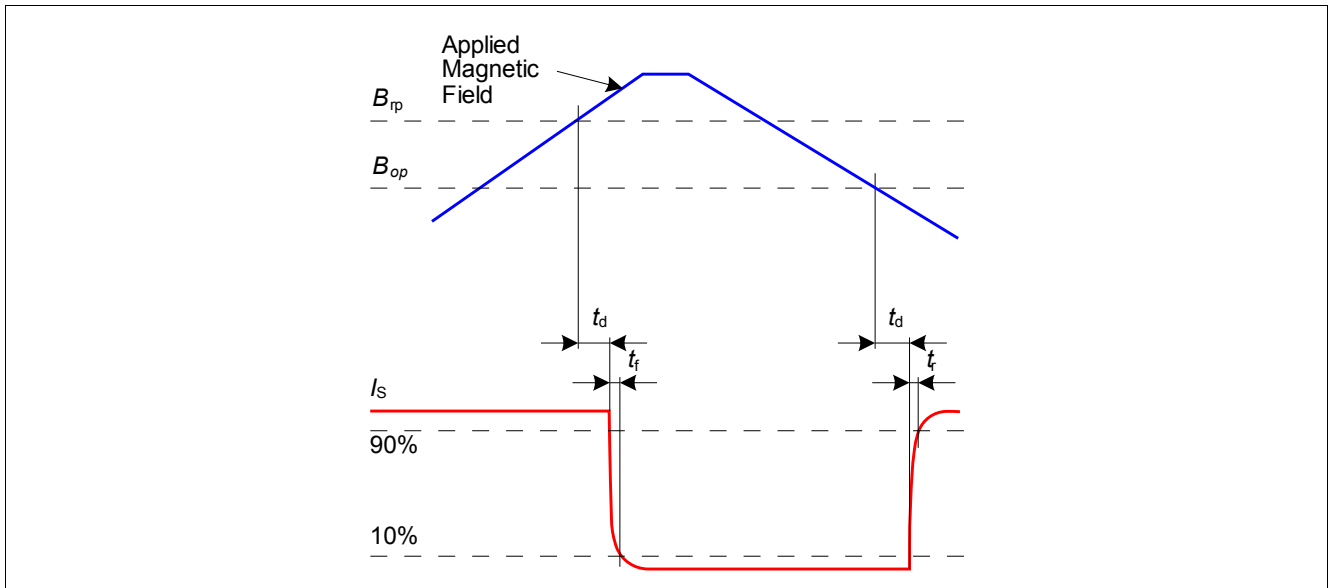 Applied
Magnetic
Field
Brp
Bop
td
td
tf
tr
IS
90%
10%